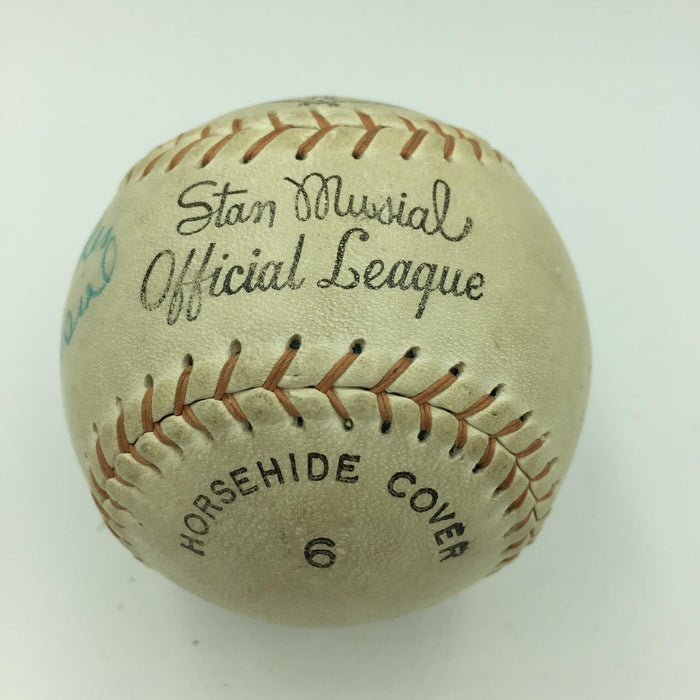 Stan Musial
Official League
HORSEHIDE COVER
6